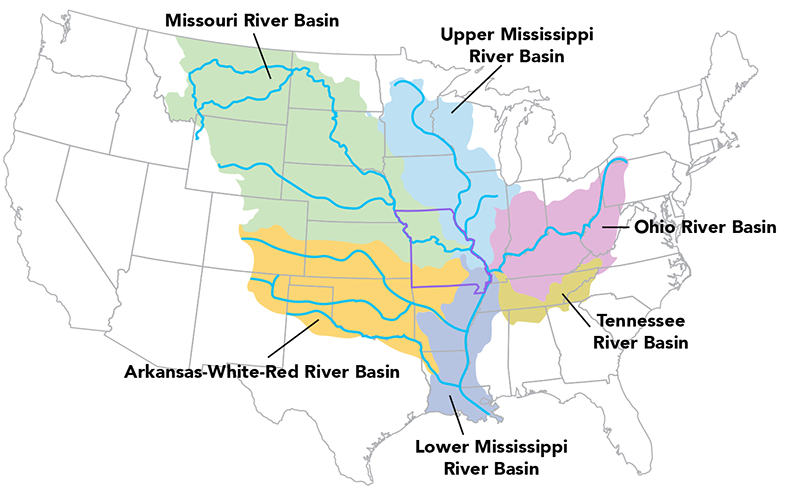 Missouri River Basin
Upper Mississippi
River Basin
Ohio River Basin
Tennessee
River Basin
Arkansas-White-Red River Basin
Lower Mississippi
River Basin